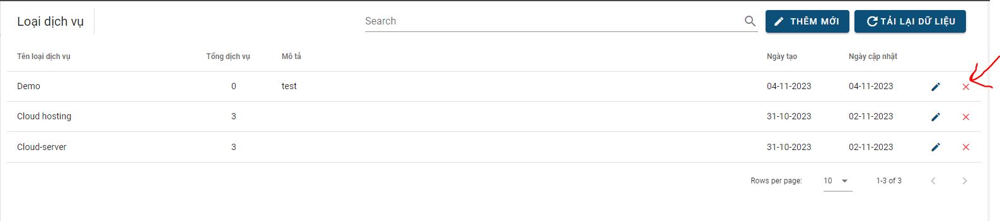 Loại dịch vụ Search THÊM MỚI TẢI LẠI DỮ LIỆU
Tên loại dịch vụ Tổng dịch vụ Mô tả Ngày tạo Ngày cập nhật
Demo 0 test 04-11-2023 04-11-2023
Cloud hosting 3 31-10-2023 02-11-2023
Cloud-server 3 31-10-2023 02-11-2023
Rows per page: 10 1-3 of 3